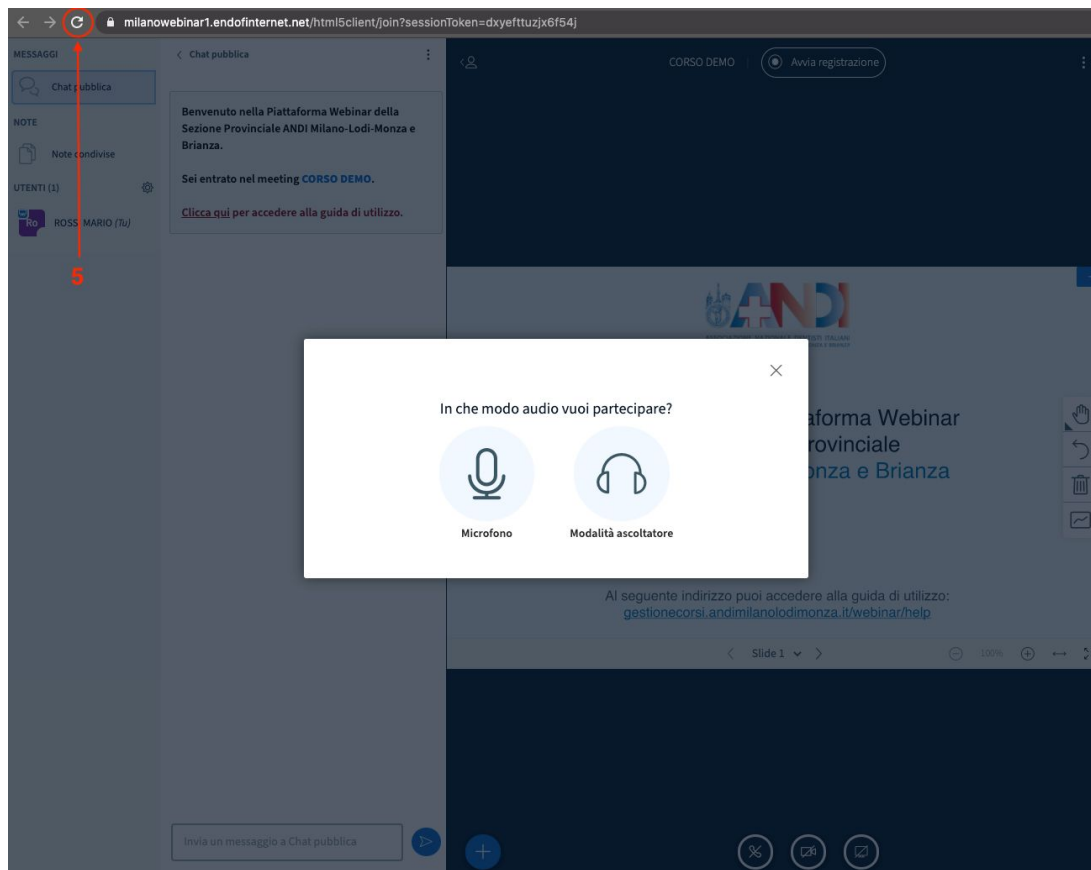 milanowebinar1.endofinternet.net/html5client/join?sessionToken=dxyefttuzjx6f54j
MESSAGGI
Chat pubblica
NOTE
Note condivise
UTENTI (1)
Ro
ROSSI MARIO (Tu)
5
Chat pubblica
Benvenuto nella Piattaforma Webinar della
Sezione Provinciale ANDI Milano-Lodi-Monza e
Brianza.
Sei entrato nel meeting CORSO DEMO.
Clicca qui per accedere alla guida di utilizzo.
Invia un messaggio a Chat pubblica
CORSO DEMO
Avvia registrazione
ANDI
In che modo audio vuoi partecipare?
Microfono
Modalità ascoltatore
aforma Webinar
rovinciale
onza e Brianza
Al seguente indirizzo puoi accedere alla guida di utilizzo:
gestionecorsi.andimilanolodimonza.it/webinar/help
Slide 1
100%